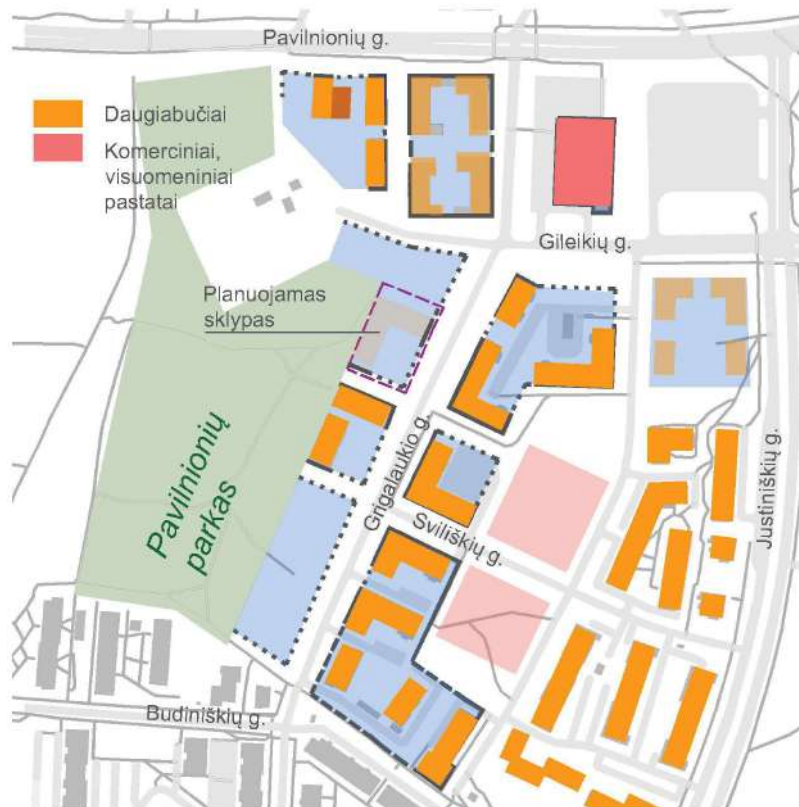 Pavilnionių g.
Daugiabučiai
Komerciniai,
visuomeniniai
pastatai
Gileikių g.
Planuojamas
sklypas
Pavilnionių
parkas
Grigalaukio g.
Sviliškių g.
Justiniškių g.
Budiniškių g.